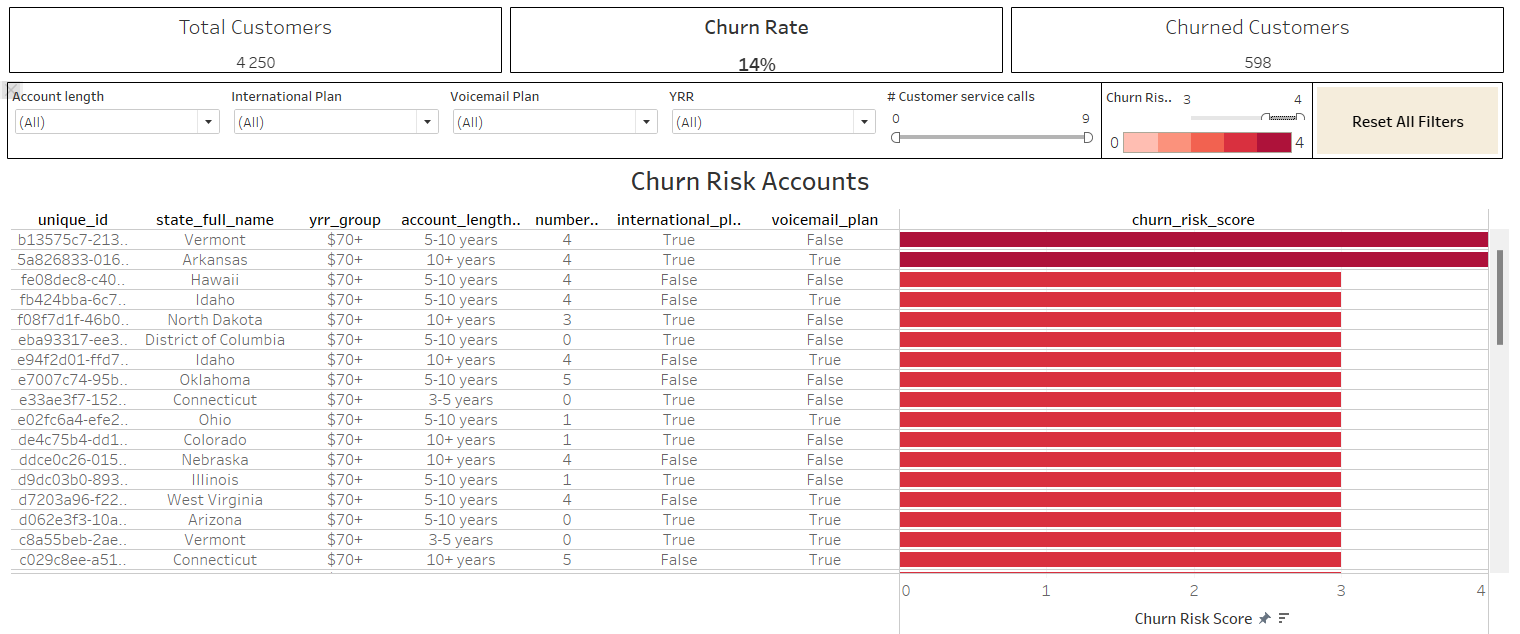 Total Customers
4 250
Churn Rate
14%
Churned Customers
598
Account length
(All)
International Plan
(All)
Voicemail Plan
(All)
YRR
(All)
# Customer service calls
0 9
Churn Ris.. 3 4
0 4
Reset All Filters
Churn Risk Accounts
unique_id state_full_name yrr_group account_length.. number.. international_pl.. voicemail_plan churn_risk_score
b13575c7-213.. Vermont $70+ 5-10 years 4 True False
5a826833-016.. Arkansas $70+ 10+ years 4 True True
fe08dec8-c40.. Hawaii $70+ 5-10 years 4 False False
fb424bba-6c7.. Idaho $70+ 5-10 years 4 False True
f08f7d1f-46b0.. North Dakota $70+ 10+ years 3 True False
eba93317-ee3.. District of Columbia $70+ 5-10 years 0 True False
e94f2d01-ffd7.. Idaho $70+ 10+ years 4 False True
e7007c74-95b.. Oklahoma $70+ 5-10 years 5 False False
e33ae3f7-152.. Connecticut $70+ 3-5 years 0 True False
e02fc6a4-efe2.. Ohio $70+ 5-10 years 1 True True
de4c75b4-dd1.. Colorado $70+ 10+ years 1 True False
ddce0c26-015.. Nebraska $70+ 10+ years 4 False False
d9dc03b0-893.. Illinois $70+ 5-10 years 1 True False
d7203a96-f22.. West Virginia $70+ 5-10 years 4 False True
d062e3f3-10a.. Arizona $70+ 5-10 years 0 True True
c8a55beb-2ae.. Vermont $70+ 3-5 years 0 True True
c029c8ee-a51.. Connecticut $70+ 10+ years 5 False True
0 1 2 3 4
Churn Risk Score